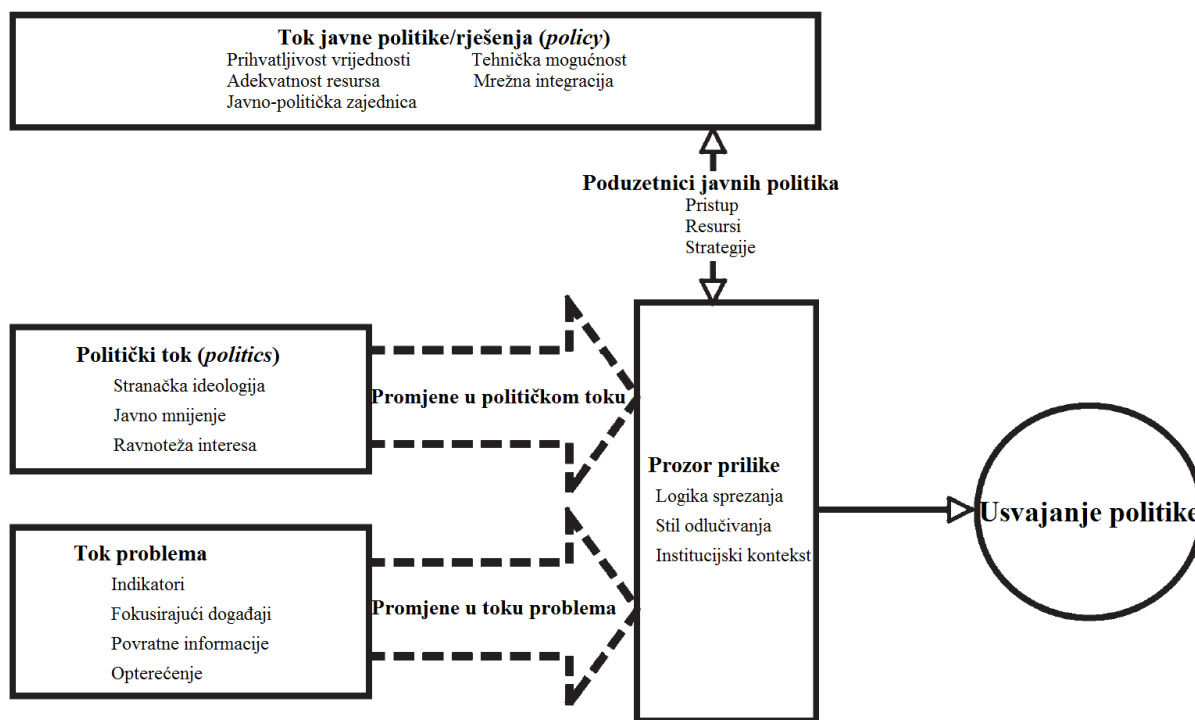 Tok javne politike/rješenja (policy)
Prihvatljivost vrijednosti Tehnička mogućnost
Adekvatnost resursa Mrežna integracija
Javno-politička zajednica
Poduzetnici javnih politika
Pristup
Resursi
Strategije
Politički tok (politics)
Stranačka ideologija
Javno mnijenje
Ravnoteža interesa
Promjene u političkom toku
Tok problema
Indikatori
Fokusirajući događaji
Povratne informacije
Opterećenje
Promjene u toku problema
Prozor prilike
Logika sprezanja
Stil odlučivanja
Institucijski kontekst
Usvajanje politike